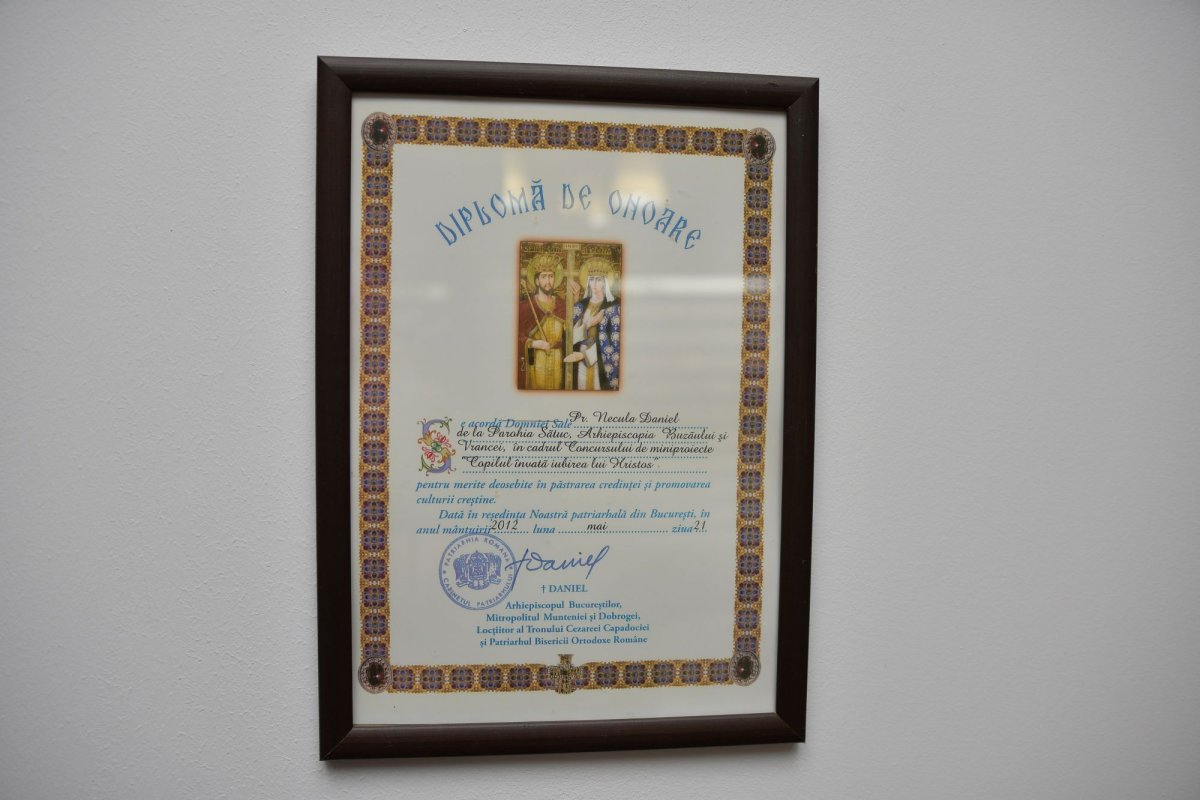 DIPLOMĂ DE ONOARE
Se acordă Domniei Sale Pr. Necula Daniel
de la Parohia Sătuc, Arhiepiscopia Buzăului și
Vrancei, în cadrul Concursului de miniproiecte
"Copilul învată iubirea lui Hristos".
pentru merite deosebite în păstrarea credinței și promovarea
culturii creștine.
Dată în reședința Noastră patriarhală din București, în
anul mântuirii 2012 luna mai ziua 21
PATRIARHIA ROMÂNĂ
CABINETUL PATRIARHULUI
†Daniel
† DANIEL
Arhiepiscopul Bucureștilor,
Mitropolitul Munteniei și Dobrogei,
Locțiitor al Tronului Cezareei Capadociei
și Patriarhul Bisericii Ortodoxe Române